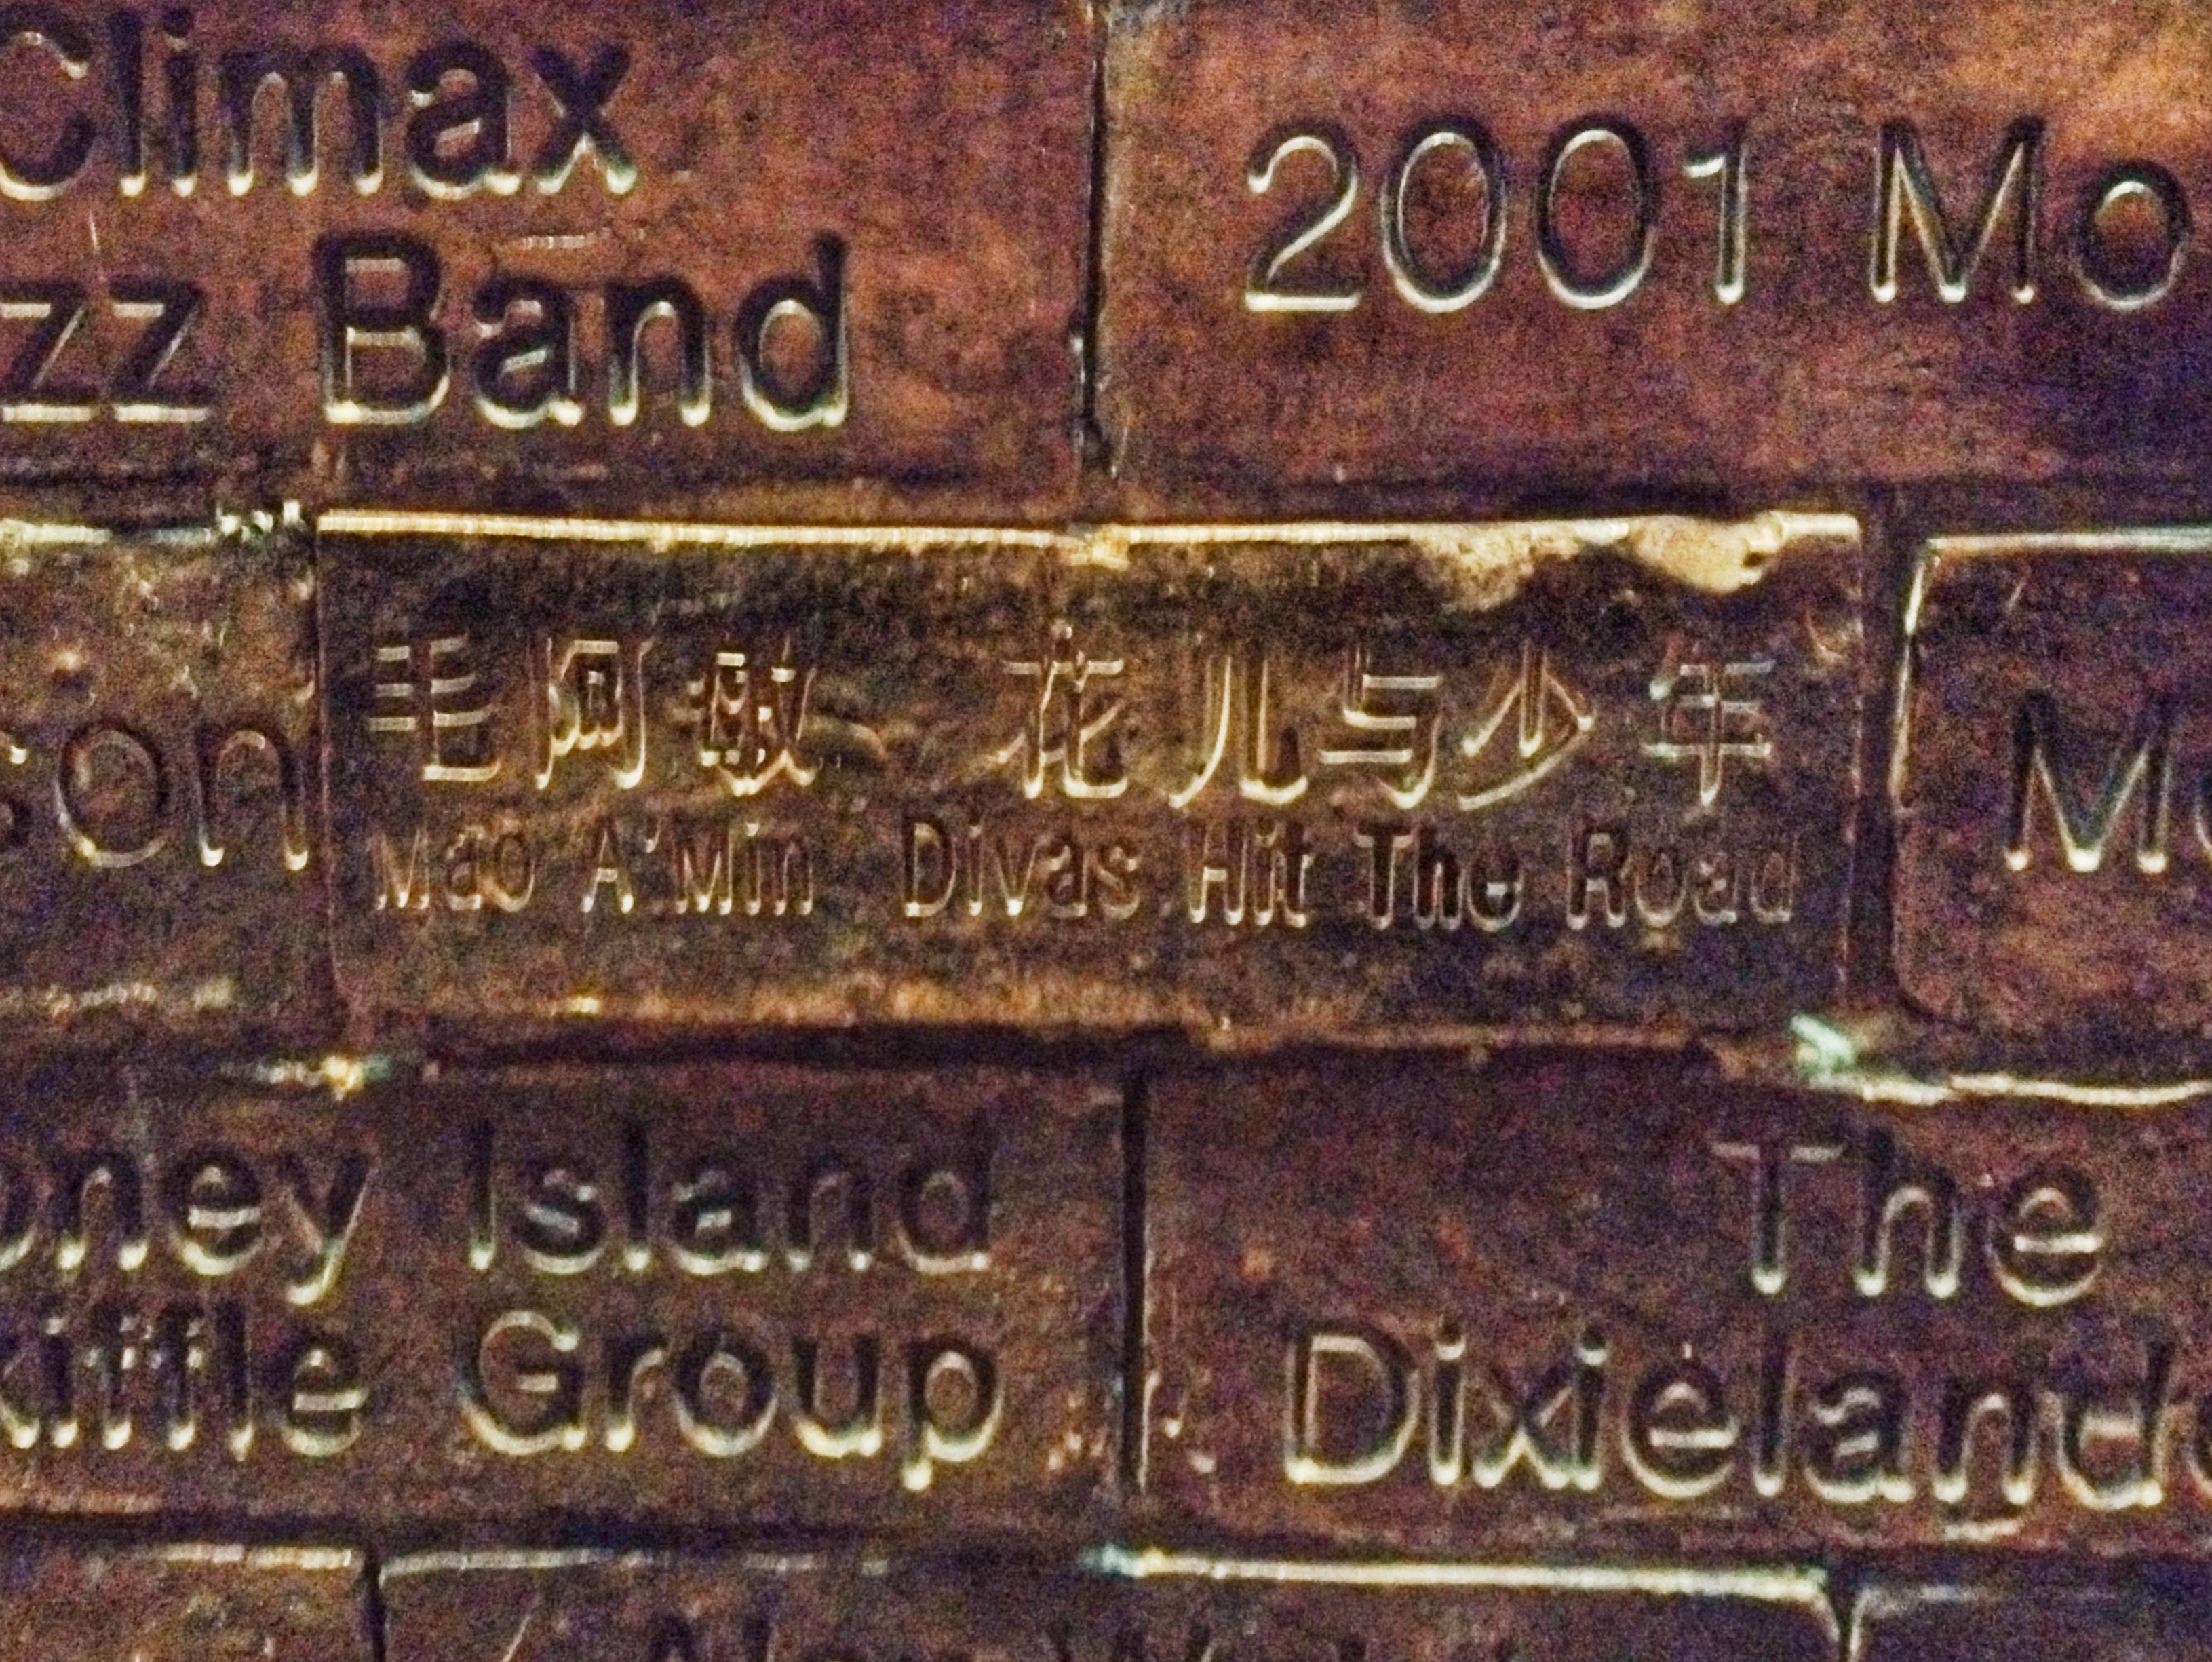 Climax
zz Band
2001 Mo
on
毛阿敏 花儿与少年
Mao A'Min Divas Hit The Road
M
ney Island
iffle Group
The
Dixieland